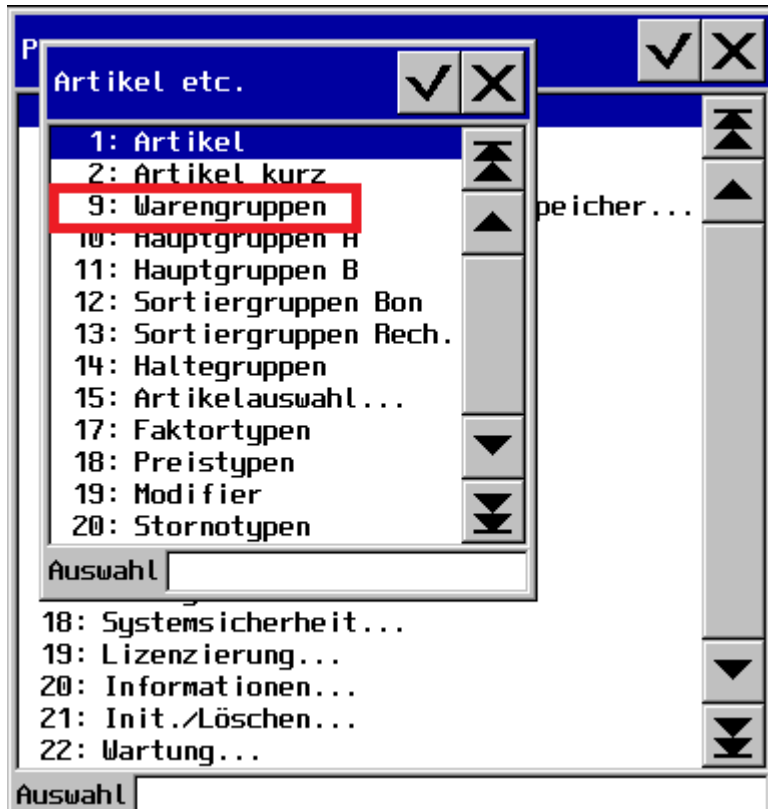 P
Artikel etc.
1: Artikel
2: Artikel kurz
9: Warengruppen
peicher...
10: Hauptgruppen A
11: Hauptgruppen B
12: Sortiergruppen Bon
13: Sortiergruppen Rech.
14: Haltegruppen
15: Artikelauswahl...
17: Faktortypen
18: Preistypen
19: Modifier
20: Stornotypen
Auswahl
18: Systemsicherheit...
19: Lizenzierung...
20: Informationen...
21: Init./Löschen...
22: Wartung...
Auswahl